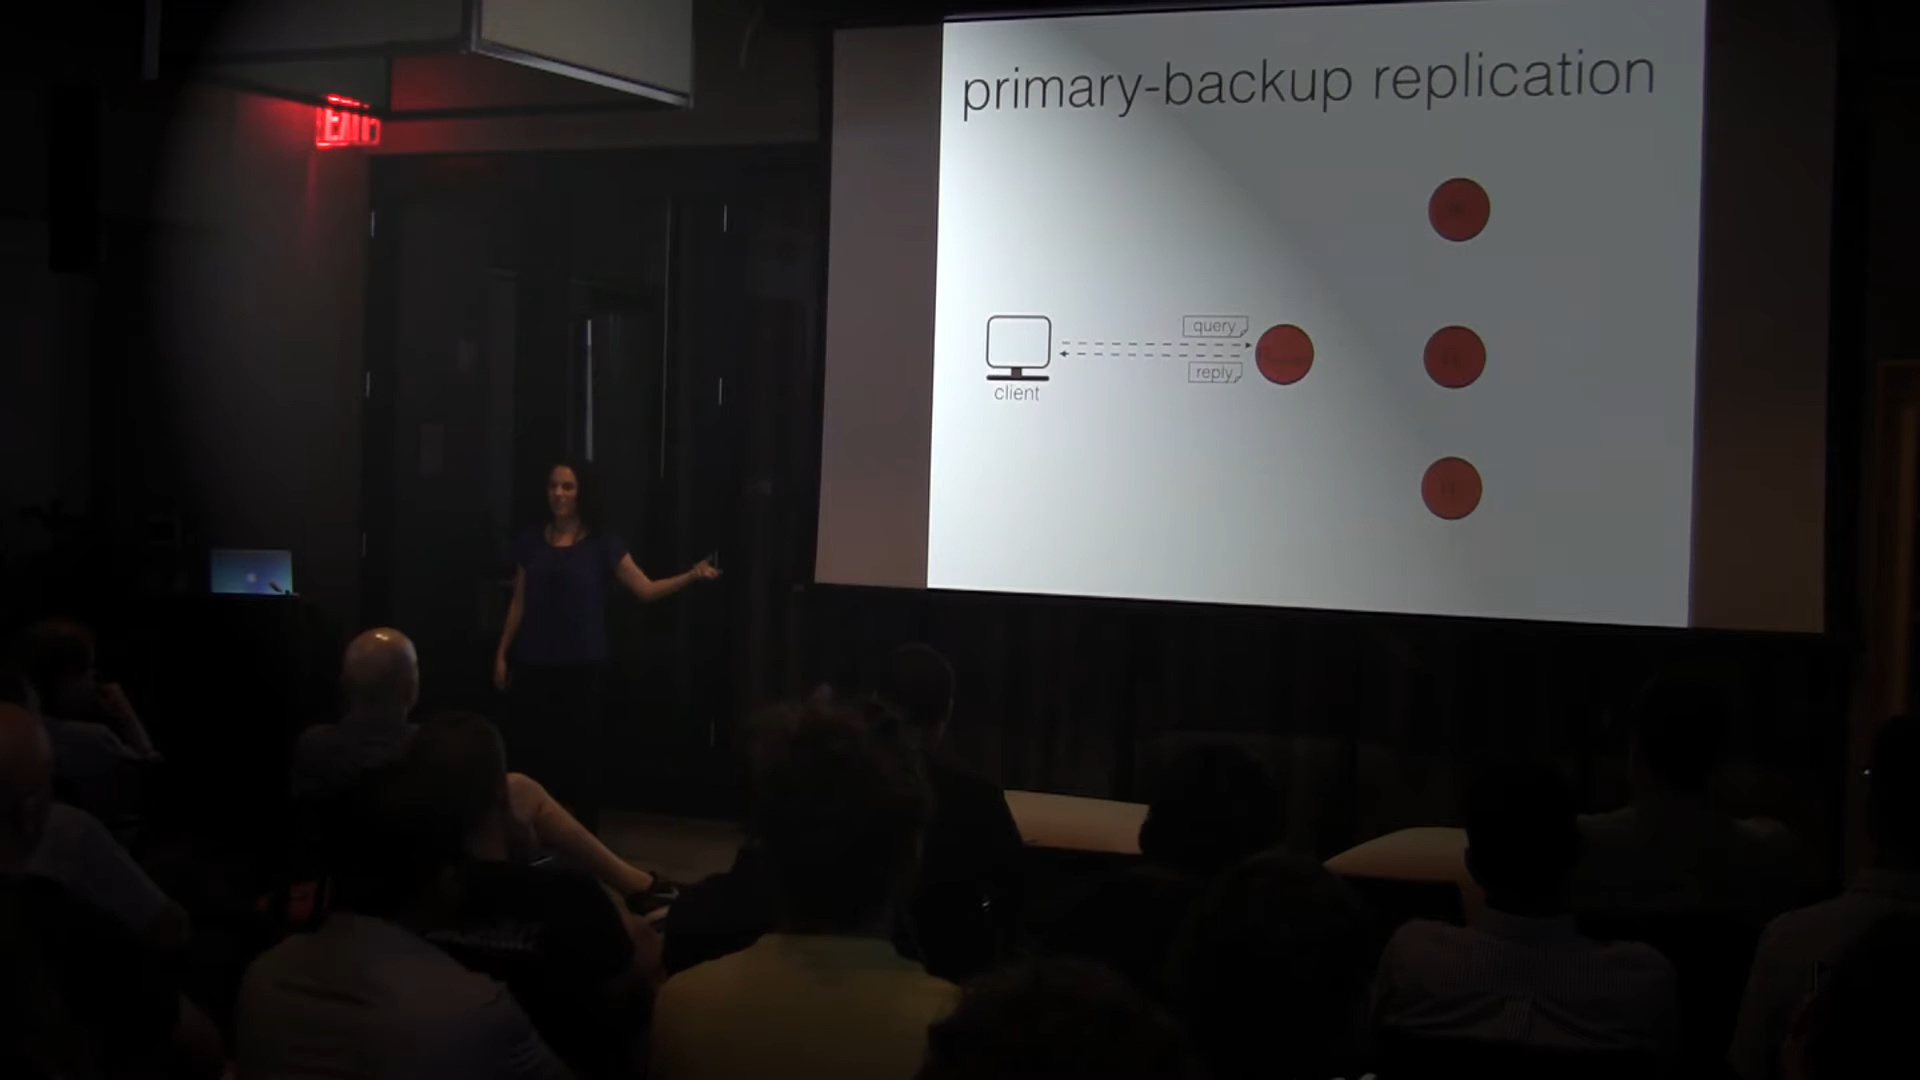 EXIT
primary-backup replication
query
reply
client